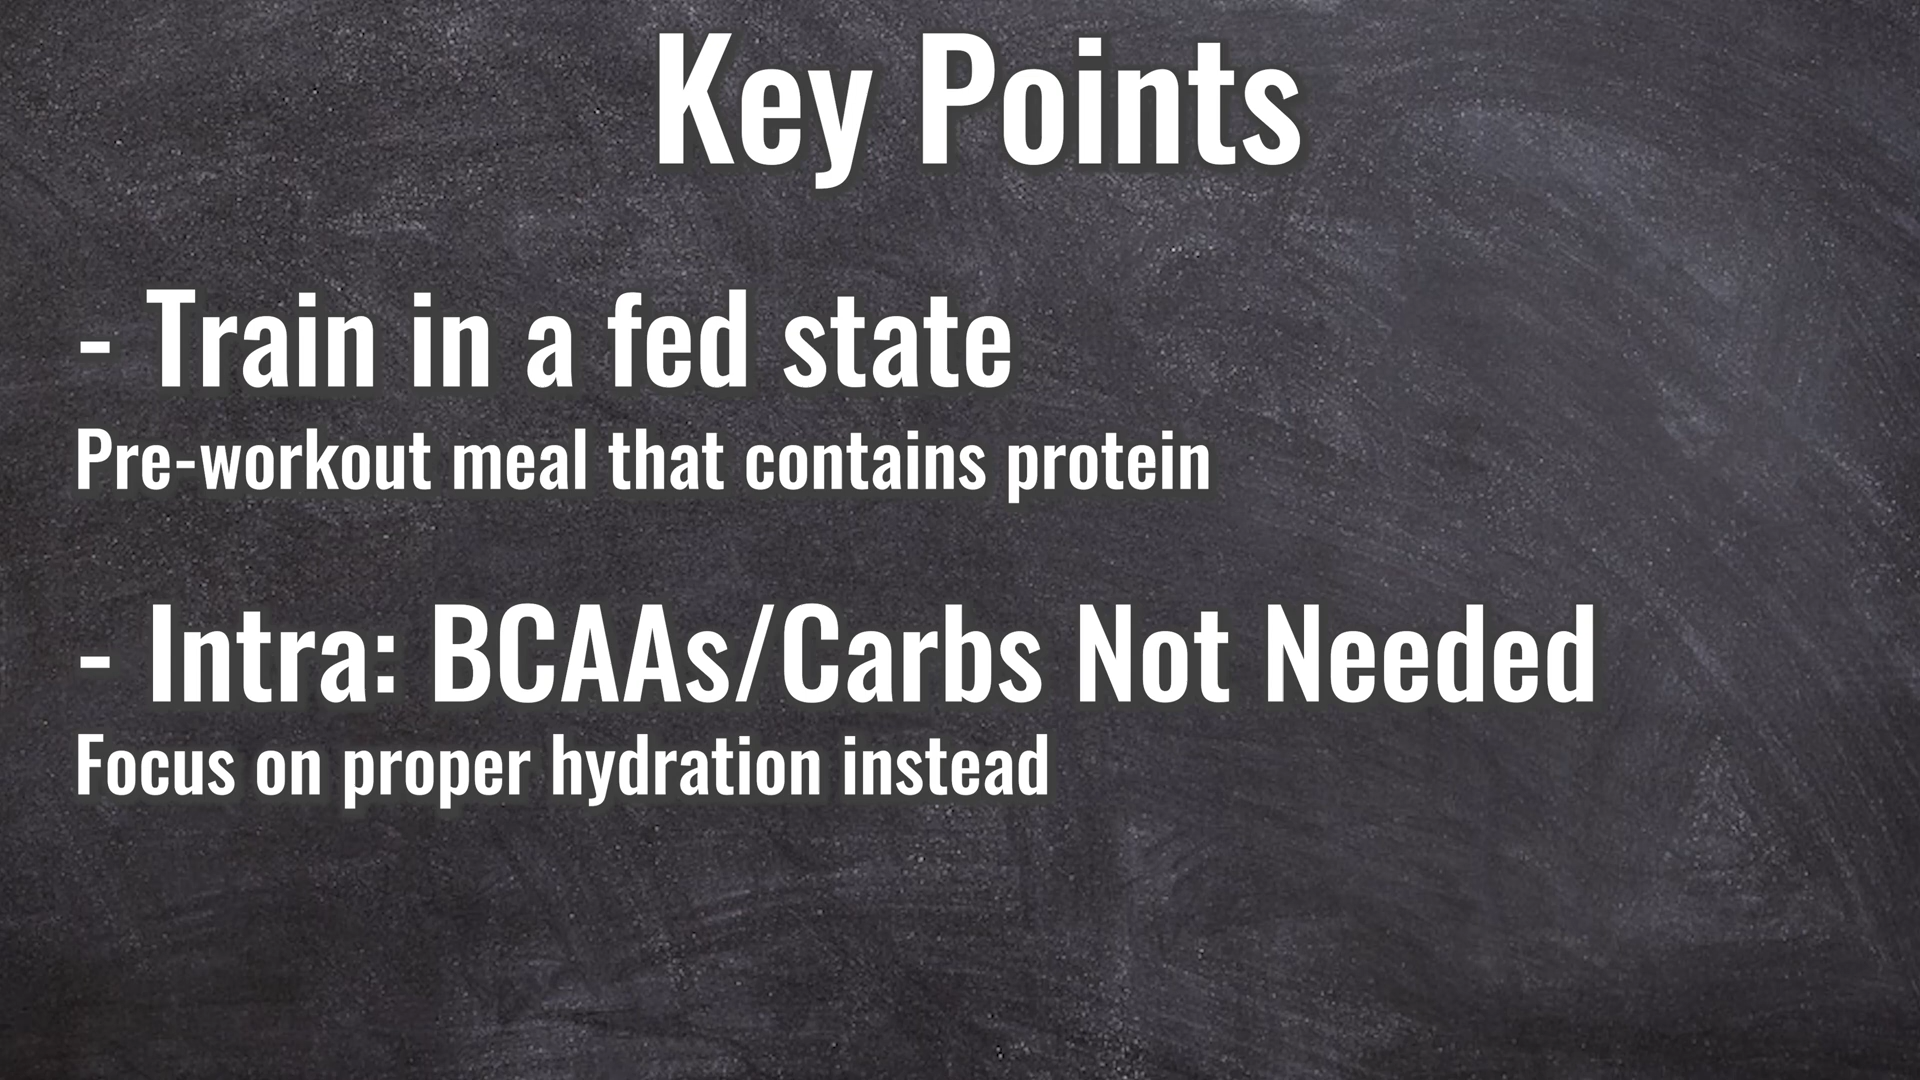 Key Points
- Train in a fed state
Pre-workout meal that contains protein
- Intra: BCAAs/Carbs Not Needed
Focus on proper hydration instead